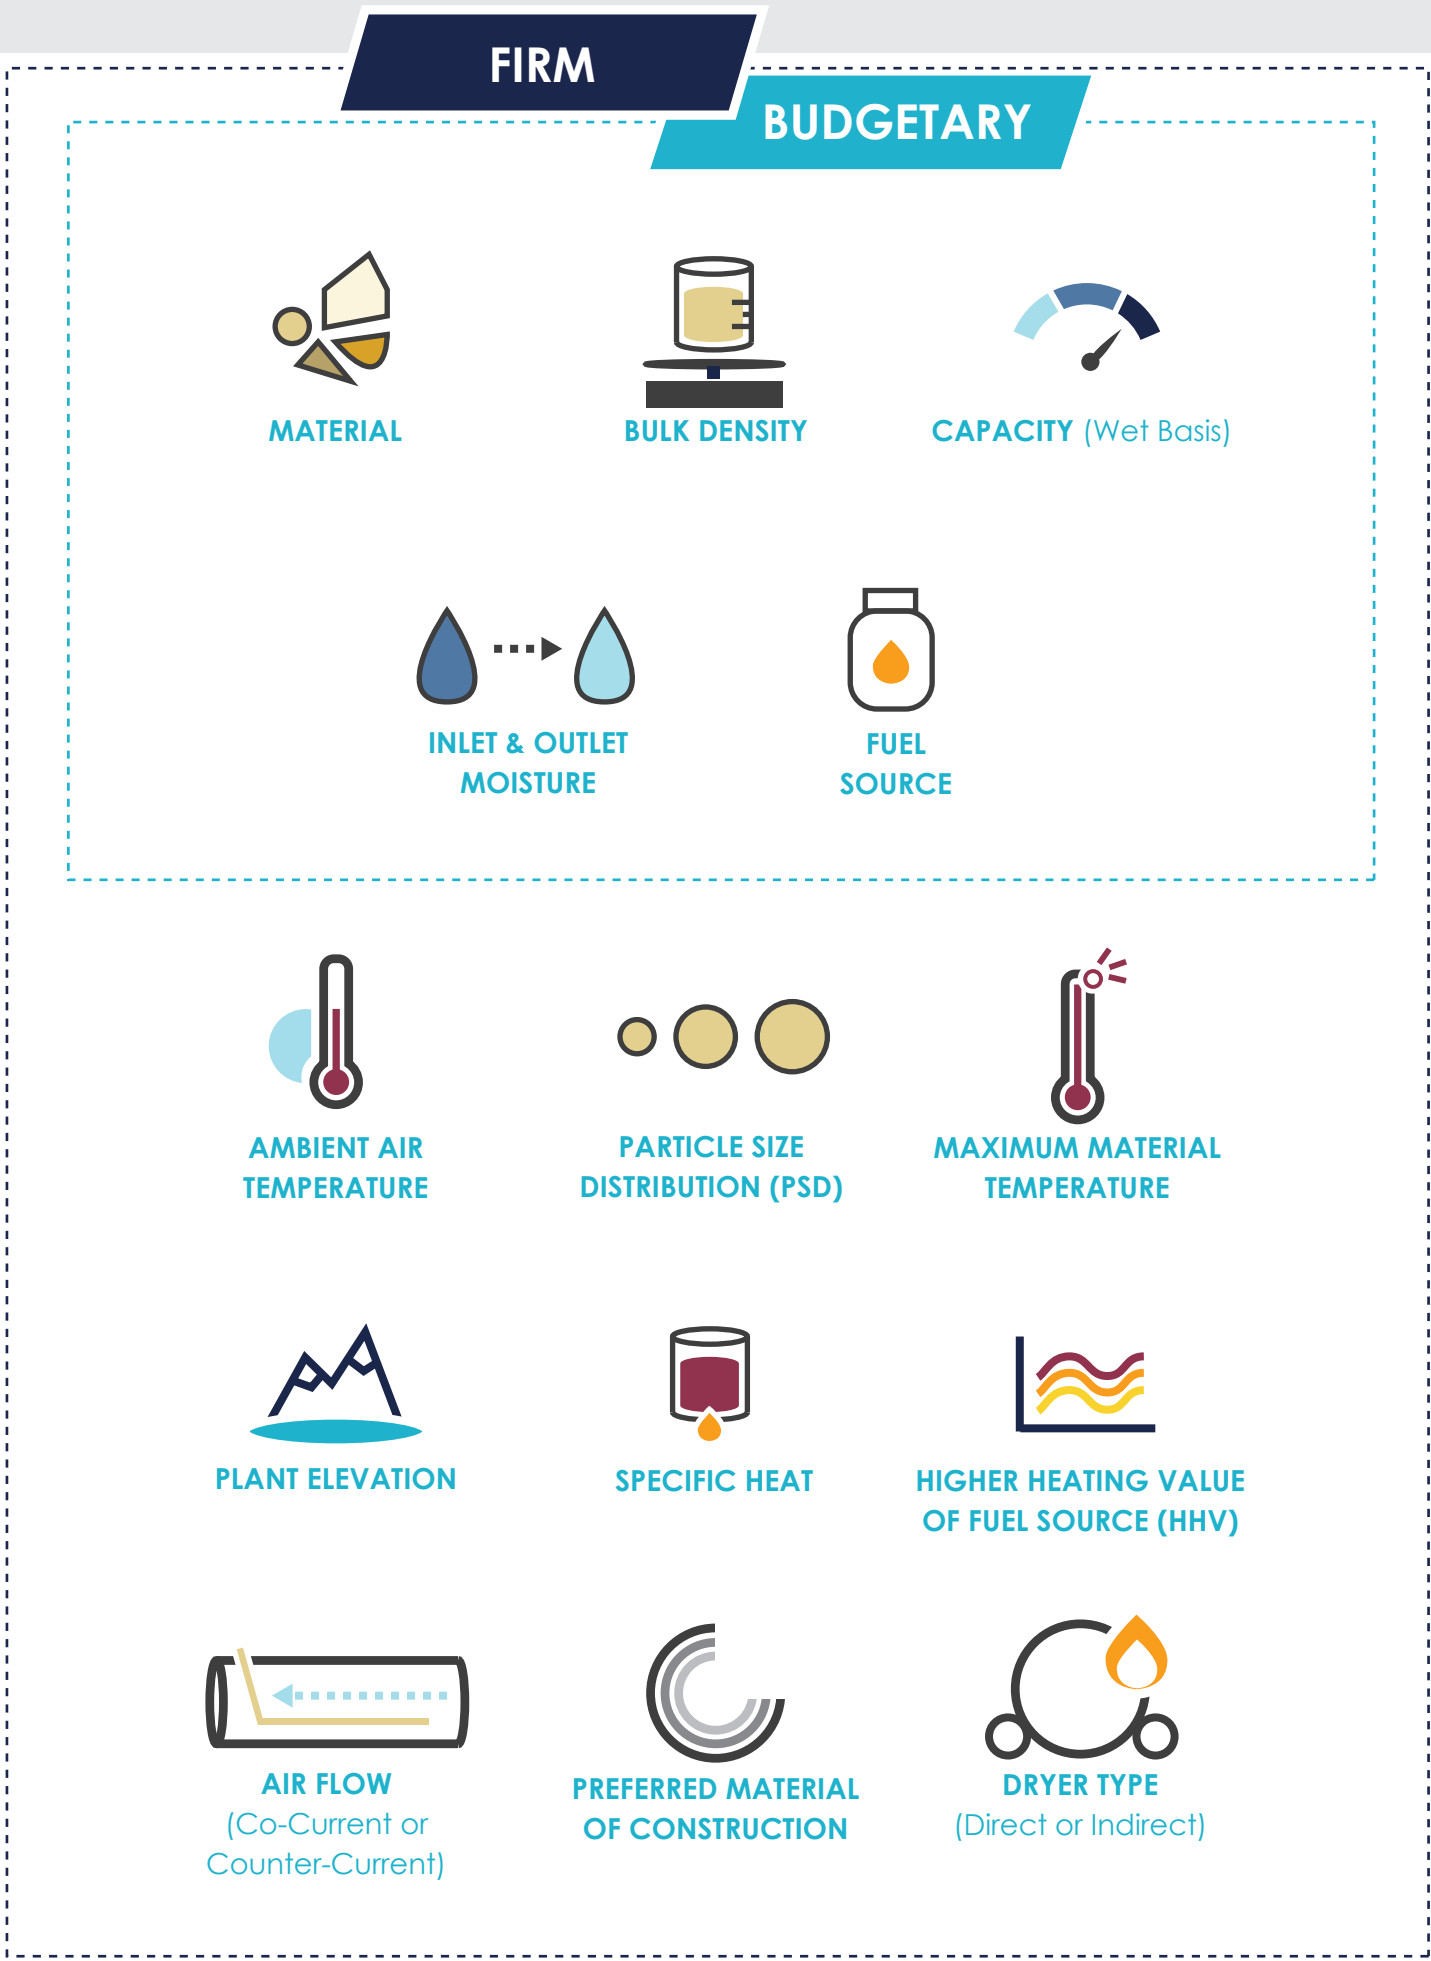 FIRM
BUDGETARY
MATERIAL
BULK DENSITY
CAPACITY (Wet Basis)
INLET & OUTLET
MOISTURE
FUEL
SOURCE
AMBIENT AIR
TEMPERATURE
PARTICLE SIZE
DISTRIBUTION (PSD)
MAXIMUM MATERIAL
TEMPERATURE
PLANT ELEVATION
SPECIFIC HEAT
HIGHER HEATING VALUE
OF FUEL SOURCE (HHV)
AIR FLOW
(Co-Current or
Counter-Current)
PREFERRED MATERIAL
OF CONSTRUCTION
DRYER TYPE
(Direct or Indirect)